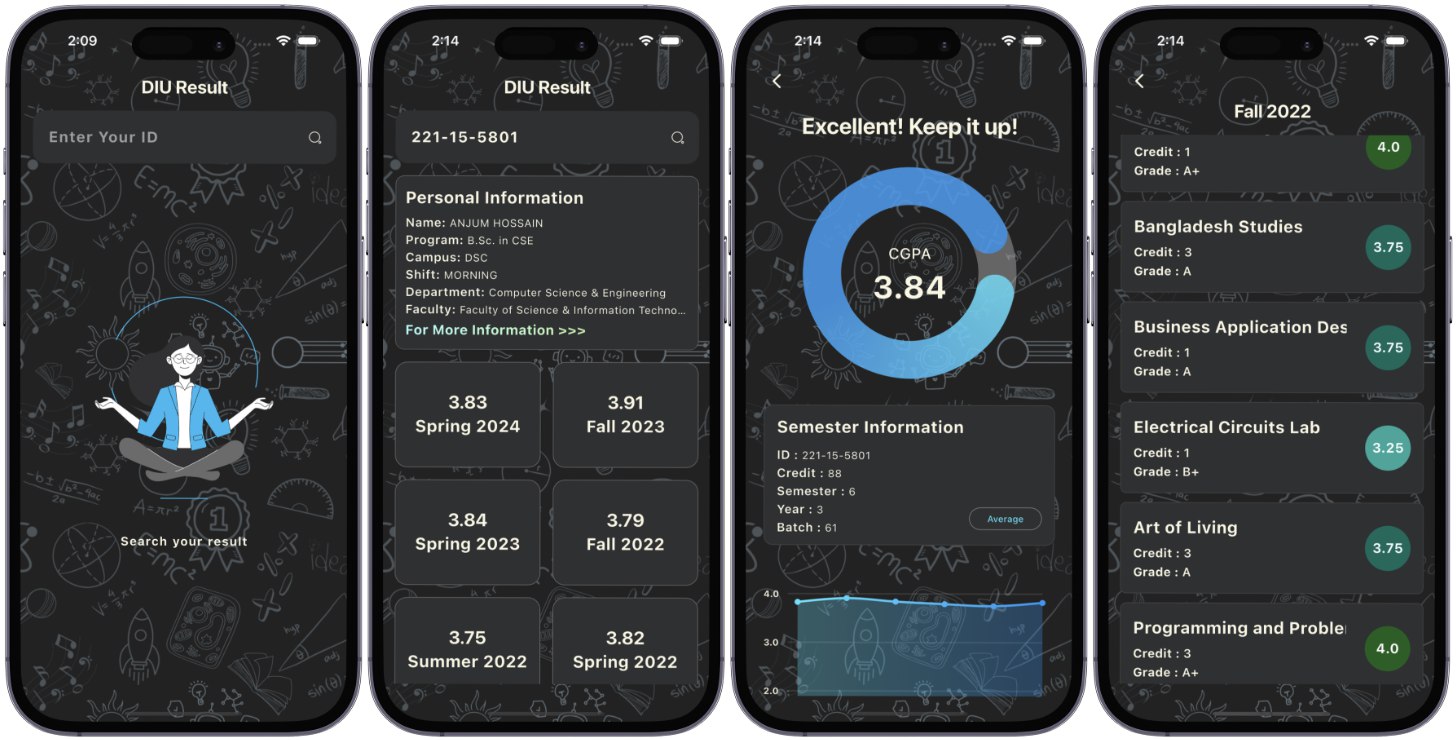 2:09
DIU Result
Enter Your ID
Search your result
2:14
DIU Result
221-15-5801
Personal Information
Name: ANJUM HOSSAIN
Program: B.Sc. in CSE
Campus: DSC
Shift: MORNING
Department: Computer Science & Engineering
Faculty: Faculty of Science & Information Techno...
For More Information >>>
3.83
Spring 2024
3.91
Fall 2023
3.84
Spring 2023
3.79
Fall 2022
3.75
Summer 2022
3.82
Spring 2022
2:14
Excellent! Keep it up!
CGPA
3.84
Semester Information
ID : 221-15-5801
Credit : 88
Semester : 6
Year : 3
Batch : 61
Average
4.0
3.0
2.0
2:14
Fall 2022
Credit : 1
Grade : A+
4.0
Bangladesh Studies
Credit : 3
Grade : A
3.75
Business Application Des
Credit : 1
Grade : A
3.75
Electrical Circuits Lab
Credit : 1
Grade : B+
3.25
Art of Living
Credit : 3
Grade : A
3.75
Programming and Proble
Credit : 3
Grade : A+
4.0